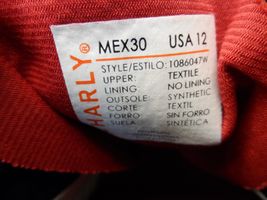 HARLY®
MEX30 USA 12
STYLE/ESTILO: 1086047W
UPPER: TEXTILE
LINING: NO LINING
OUTSOLE: SYNTHETIC
CORTE: TEXTIL
FORRO: SIN FORRO
SUELA: SINTÉTICA